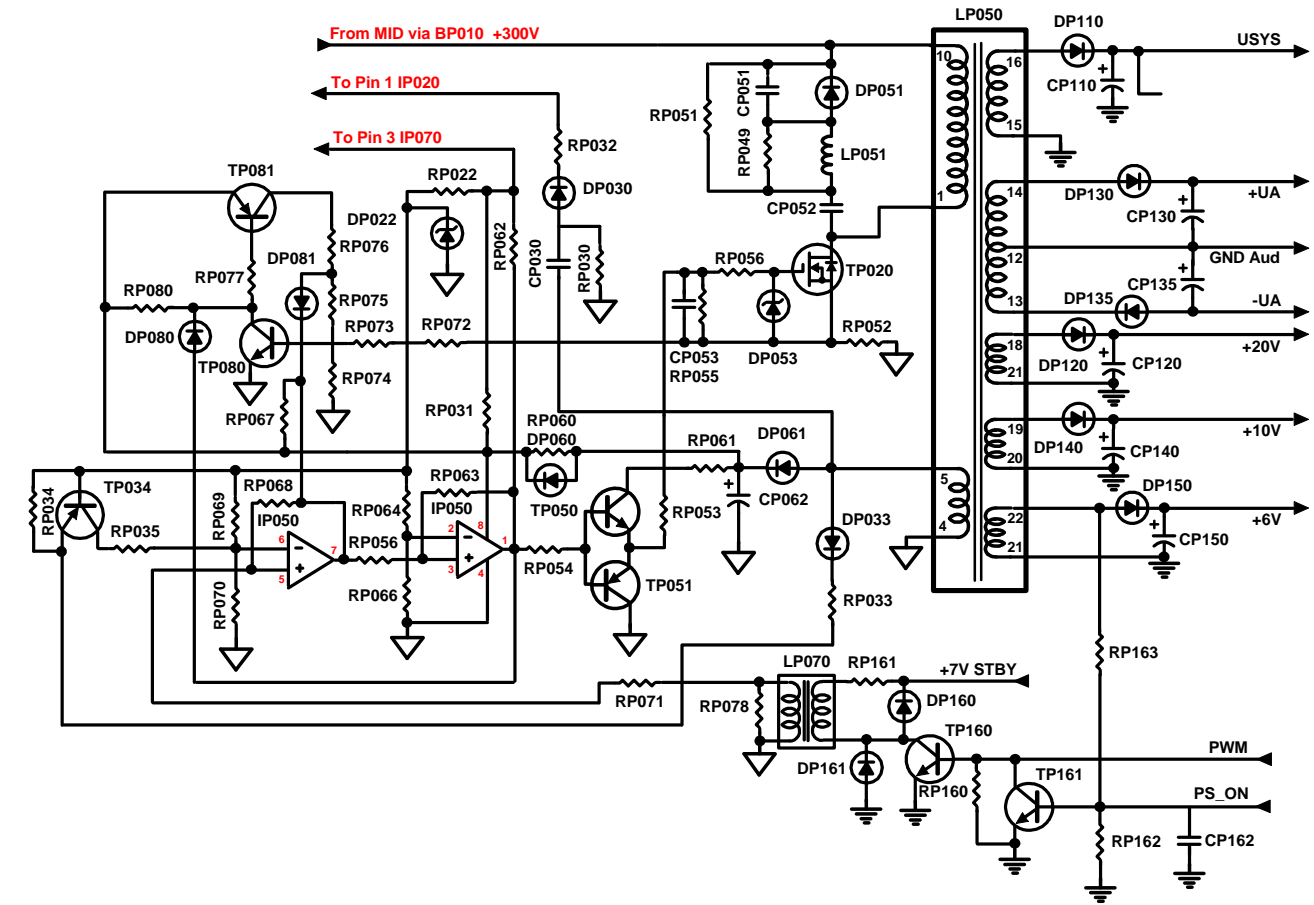 LP050
DP110
From MID via BP010 +300V
USYS
10
16
+
CP110
To Pin 1 IP020
CP051
DP051
RP051
15
To Pin 3 IP070
RP032
RP049
LP051
TP081
RP022
DP030
14
DP130
+UA
1
+
CP130
CP052
DP022
RP062
RP076
CP030
RP030
12
GND Aud
DP081
RP077
RP056
TP020
+
CP135
RP080
RP075
13
DP135
-UA
DP080
RP073
RP072
RP052
18
+20V
TP080
CP053
DP053
RP055
DP120
+
CP120
21
RP074
RP067
RP031
RP060
19
+10V
DP060
RP061
DP061
DP140
+
CP140
20
TP034
RP034
RP068
RP069
RP063
TP050
+
CP062
5
DP150
IP050
RP064
IP050
RP053
22
+6V
RP035
8
2
−
1
DP033
4
+
CP150
6
−
7
RP056
+
3
4
RP054
21
5
+
TP051
RP070
RP066
RP033
RP163
LP070
RP161
+7V STBY
RP071
RP078
DP160
TP160
PWM
DP161
TP161
RP160
PS_ON
RP162
CP162